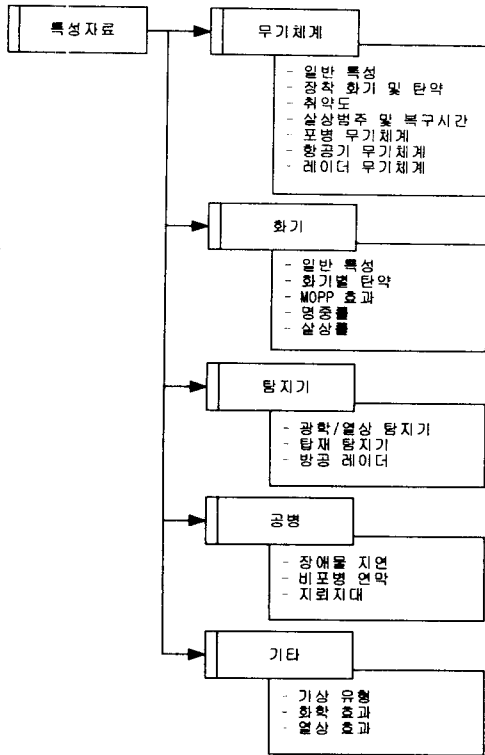 특성자료
무기체계
- 일반 특성
- 장착 화기 및 탄약
- 취약도
- 살상범주 및 복구시간
- 포병 무기체계
- 항공기 무기체계
- 레이더 무기체계
화기
- 일반 특성
- 화기별 탄약
- MOPP 효과
- 명중률
- 살상률
탐지기
- 광학/열상 탐지기
- 탑재 탐지기
- 방공 레이더
공병
- 장애물 지연
- 비포병 연막
- 지뢰지대
기타
- 가상 유형
- 화학 효과
- 열상 효과